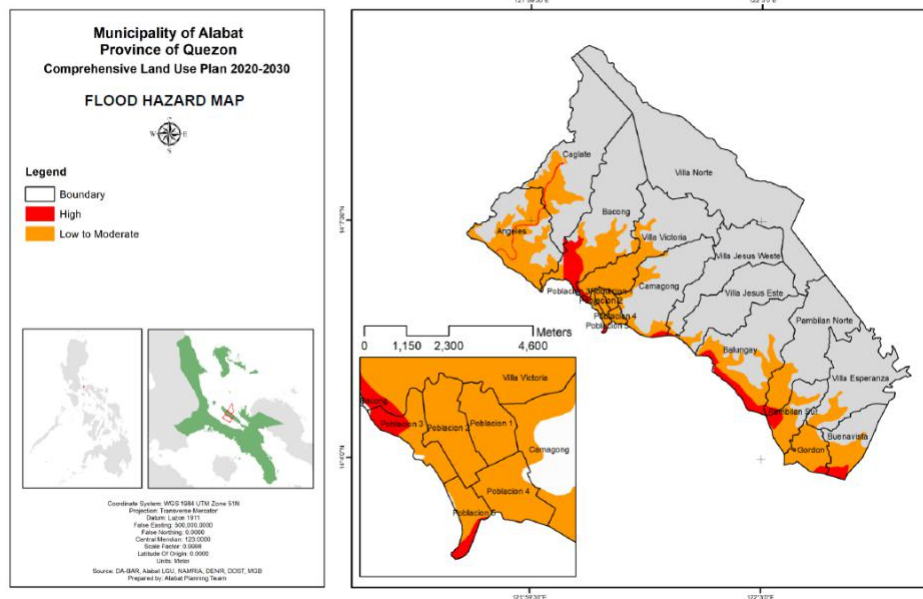 Municipality of Alabat
Province of Quezon
Comprehensive Land Use Plan 2020-2030
FLOOD HAZARD MAP
N
W E
S
Legend
Boundary
High
Low to Moderate
Coordinate System: WGS 1984 UTM Zone 51N
Projection: Transverse Mercator
Datum: Luzon 1911
False Easting: 500,000.0000
False Northing: 0.0000
Central Meridian: 123.0000
Scale Factor: 0.9996
Latitude Of Origin: 0.0000
Units: Meter
Source: DA-BAR, Alabat LGU, NAMRIA, DENR, DOST, MGB
Prepared by: Alabat Planning Team
Caglate
Villa Norte
Bacong
Angeles
Villa Victoria
Villa Jesus Weste
Camagong
Villa Jesus Este
Poblacion 3
Poblacion 2
Poblacion 4
Poblacion 5
Pambilan Norte
Balungay
Villa Esperanza
Pambilan Sur
Buenavista
Gordon
Meters
0 1,150 2,300 4,600
Villa Victoria
Bacong
Poblacion 3
Poblacion 2
Poblacion 1
Camagong
Poblacion 4
Poblacion 5